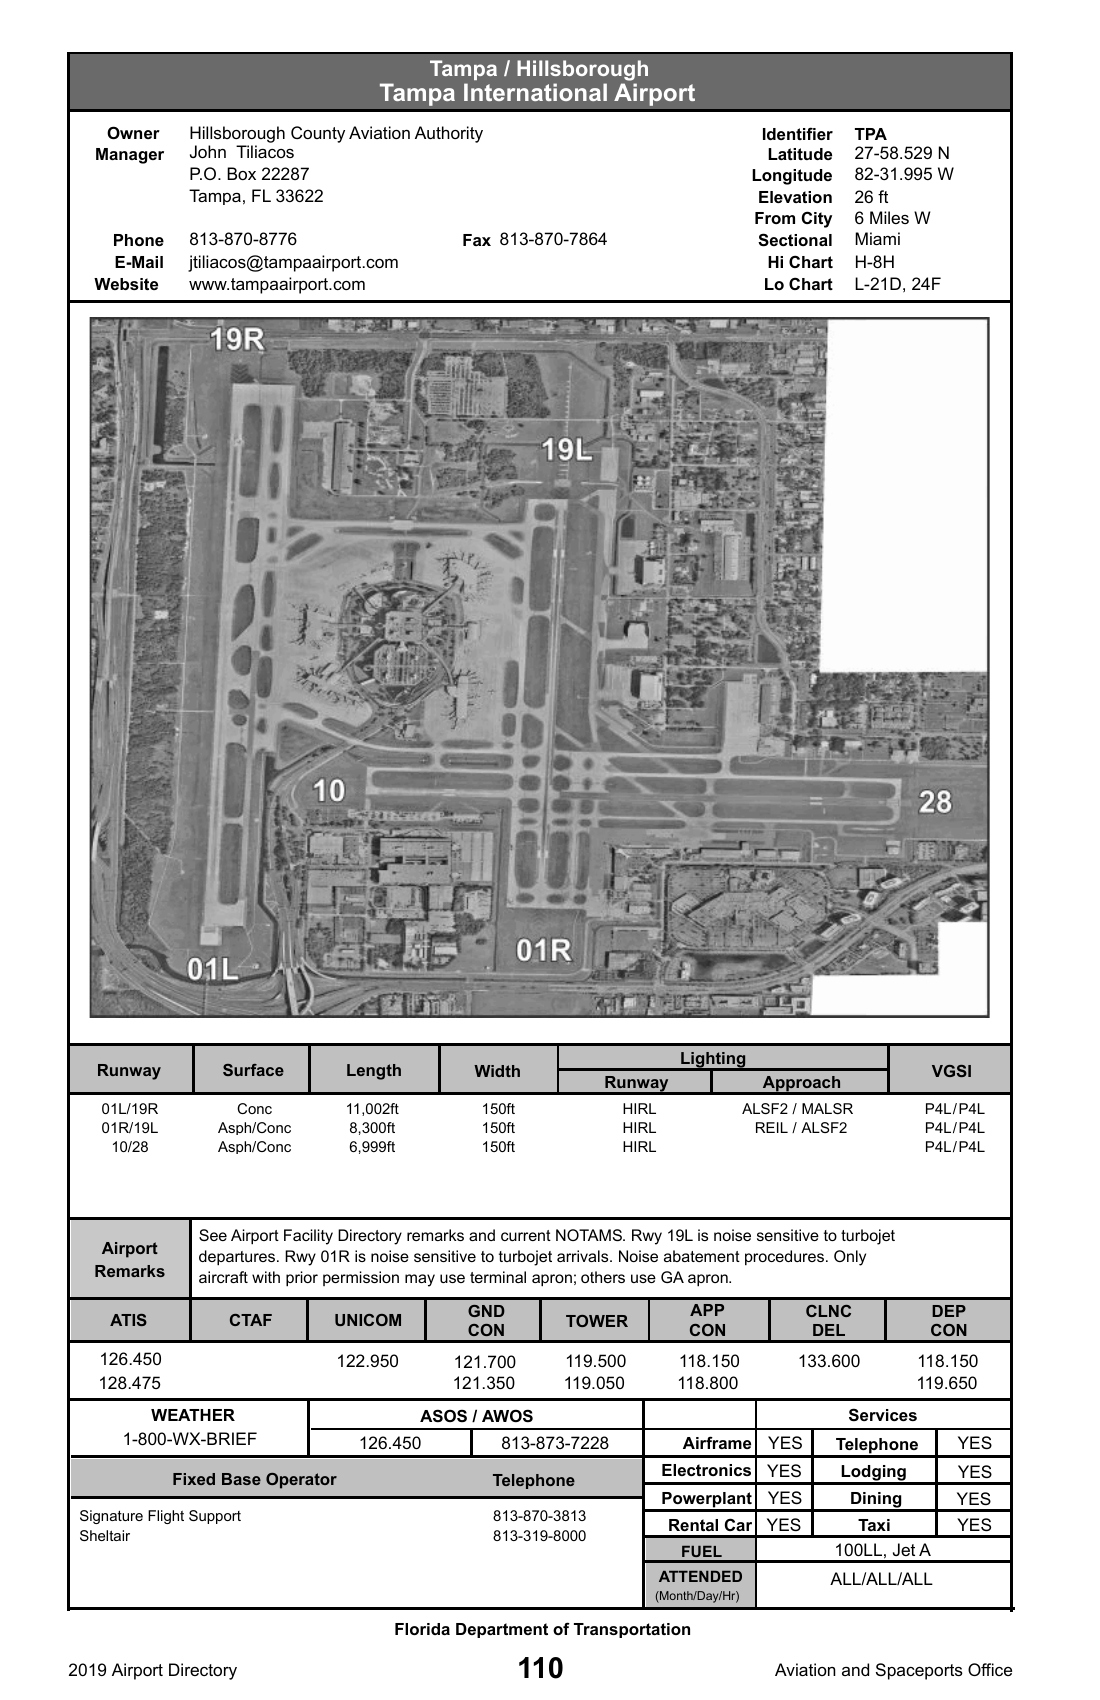 Tampa / Hillsborough
Tampa International Airport
Owner Hillsborough County Aviation Authority
Manager John Tiliacos
P.O. Box 22287
Tampa, FL 33622
Phone 813-870-8776 Fax 813-870-7864
E-Mail jtiliacos@tampaairport.com
Website www.tampaairport.com
Identifier TPA
Latitude 27-58.529 N
Longitude 82-31.995 W
Elevation 26 ft
From City 6 Miles W
Sectional Miami
Hi Chart H-8H
Lo Chart L-21D, 24F
19R
19L
10
28
01R
01L
Runway Surface Length Width Lighting VGSI
Runway Approach
01L/19R Conc 11,002ft 150ft HIRL ALSF2 / MALSR P4L/P4L
01R/19L Asph/Conc 8,300ft 150ft HIRL REIL / ALSF2 P4L/P4L
10/28 Asph/Conc 6,999ft 150ft HIRL P4L/P4L
Airport
Remarks
See Airport Facility Directory remarks and current NOTAMS. Rwy 19L is noise sensitive to turbojet
departures. Rwy 01R is noise sensitive to turbojet arrivals. Noise abatement procedures. Only
aircraft with prior permission may use terminal apron; others use GA apron.
ATIS CTAF UNICOM GND CON TOWER APP CON CLNC DEL DEP CON
126.450 122.950 121.700 119.500 118.150 133.600 118.150
128.475 121.350 119.050 118.800 119.650
WEATHER ASOS / AWOS Services
1-800-WX-BRIEF 126.450 813-873-7228
Airframe YES Telephone YES
Electronics YES Lodging YES
Powerplant YES Dining YES
Rental Car YES Taxi YES
Fixed Base Operator Telephone
Signature Flight Support 813-870-3813
Sheltair 813-319-8000
FUEL 100LL, Jet A
ATTENDED ALL/ALL/ALL
(Month/Day/Hr)
Florida Department of Transportation
2019 Airport Directory 110 Aviation and Spaceports Office